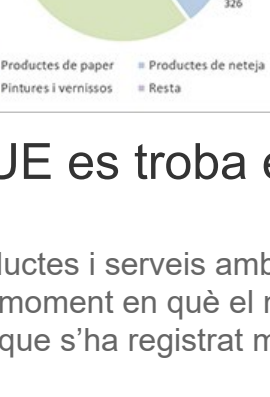 326
Productes de paper Productes de neteja
Pintures i vernissos Resta
UE es troba e
ductes i serveis amb
moment en què el
que s'ha registrat m